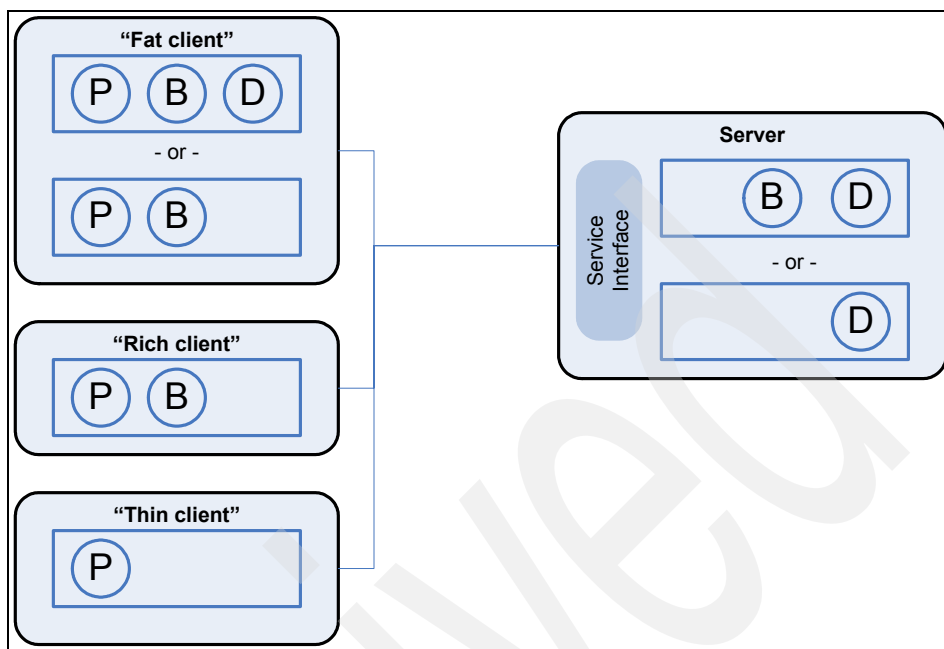 “Fat client”
P B D
- or -
P B
“Rich client”
P B
“Thin client”
P
Server
Service
Interface
B D
- or -
D